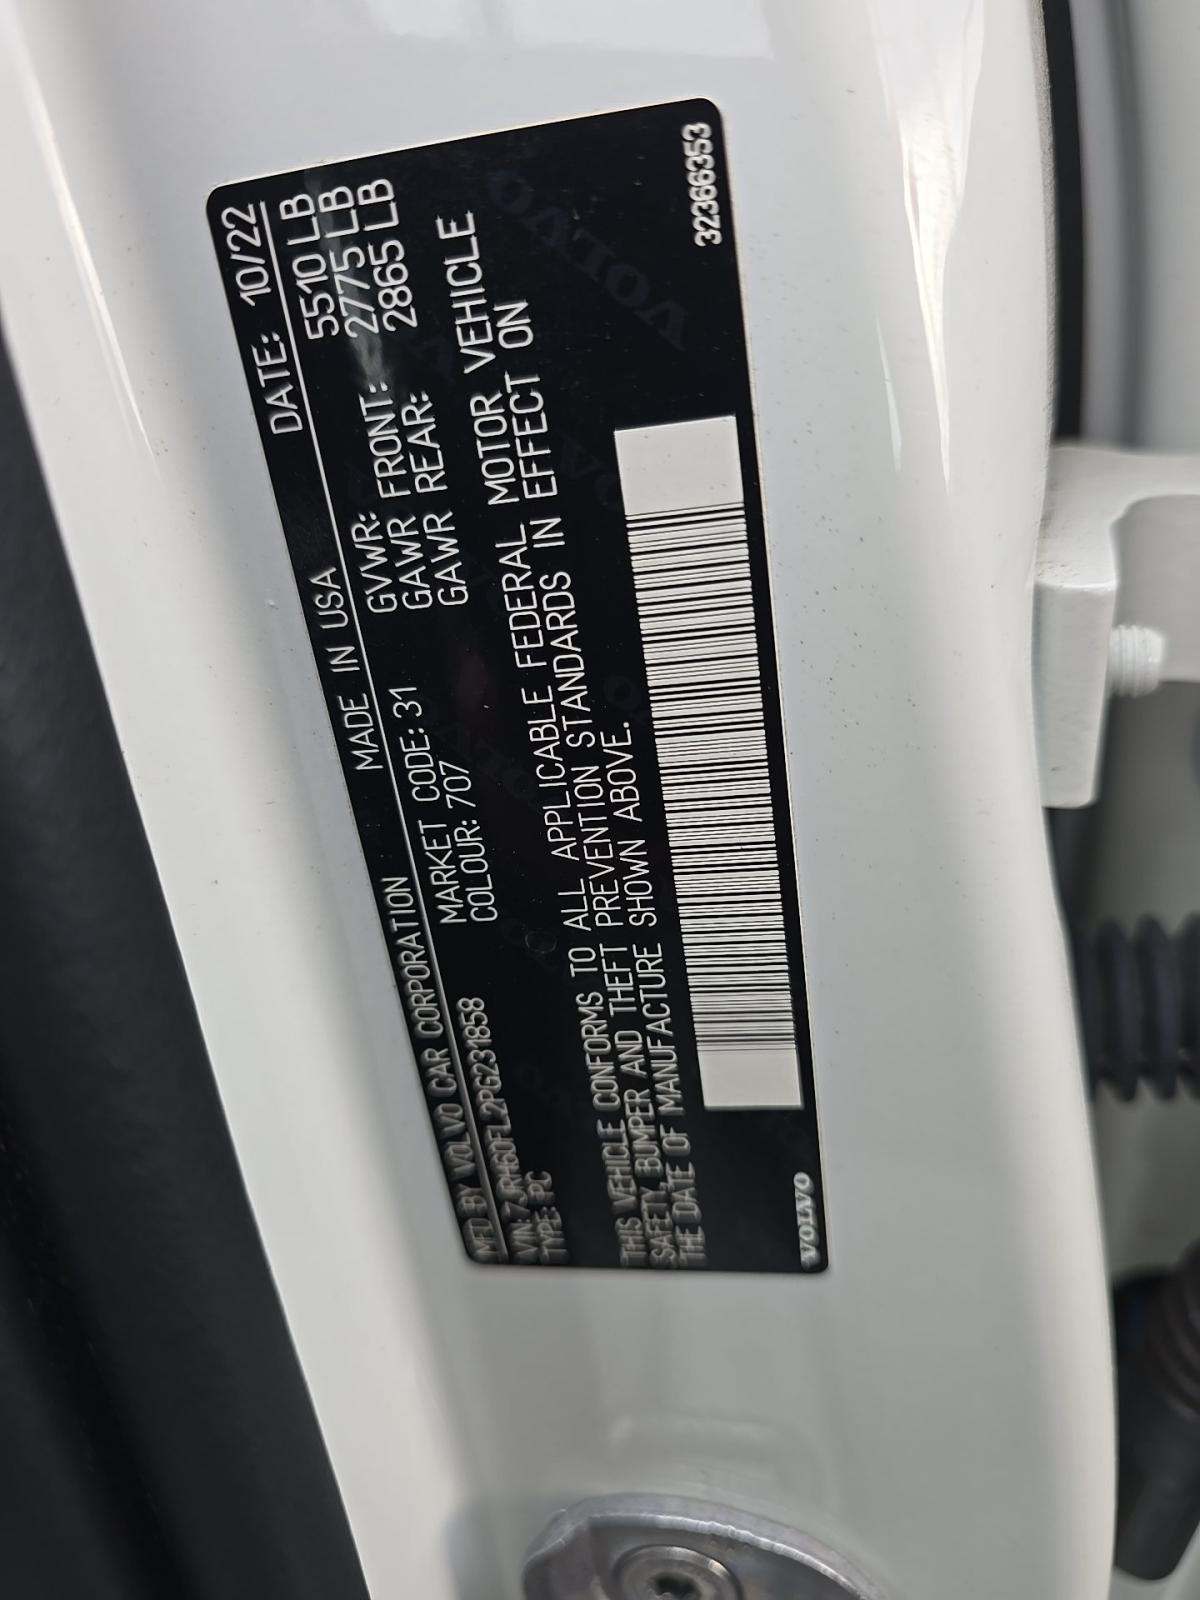 MFD BY VOLVO CAR CORPORATION MADE IN USA DATE: 10/22
VIN: 7JRH60FL2PG231858 MARKET CODE: 31 GVWR: 5510 LB
TYPE: PC COLOUR: 707 GAWR FRONT: 2775 LB
GAWR REAR: 2865 LB
THIS VEHICLE CONFORMS TO ALL APPLICABLE FEDERAL MOTOR VEHICLE
SAFETY, BUMPER AND THEFT PREVENTION STANDARDS IN EFFECT ON
THE DATE OF MANUFACTURE SHOWN ABOVE.
VOLVO 32366353